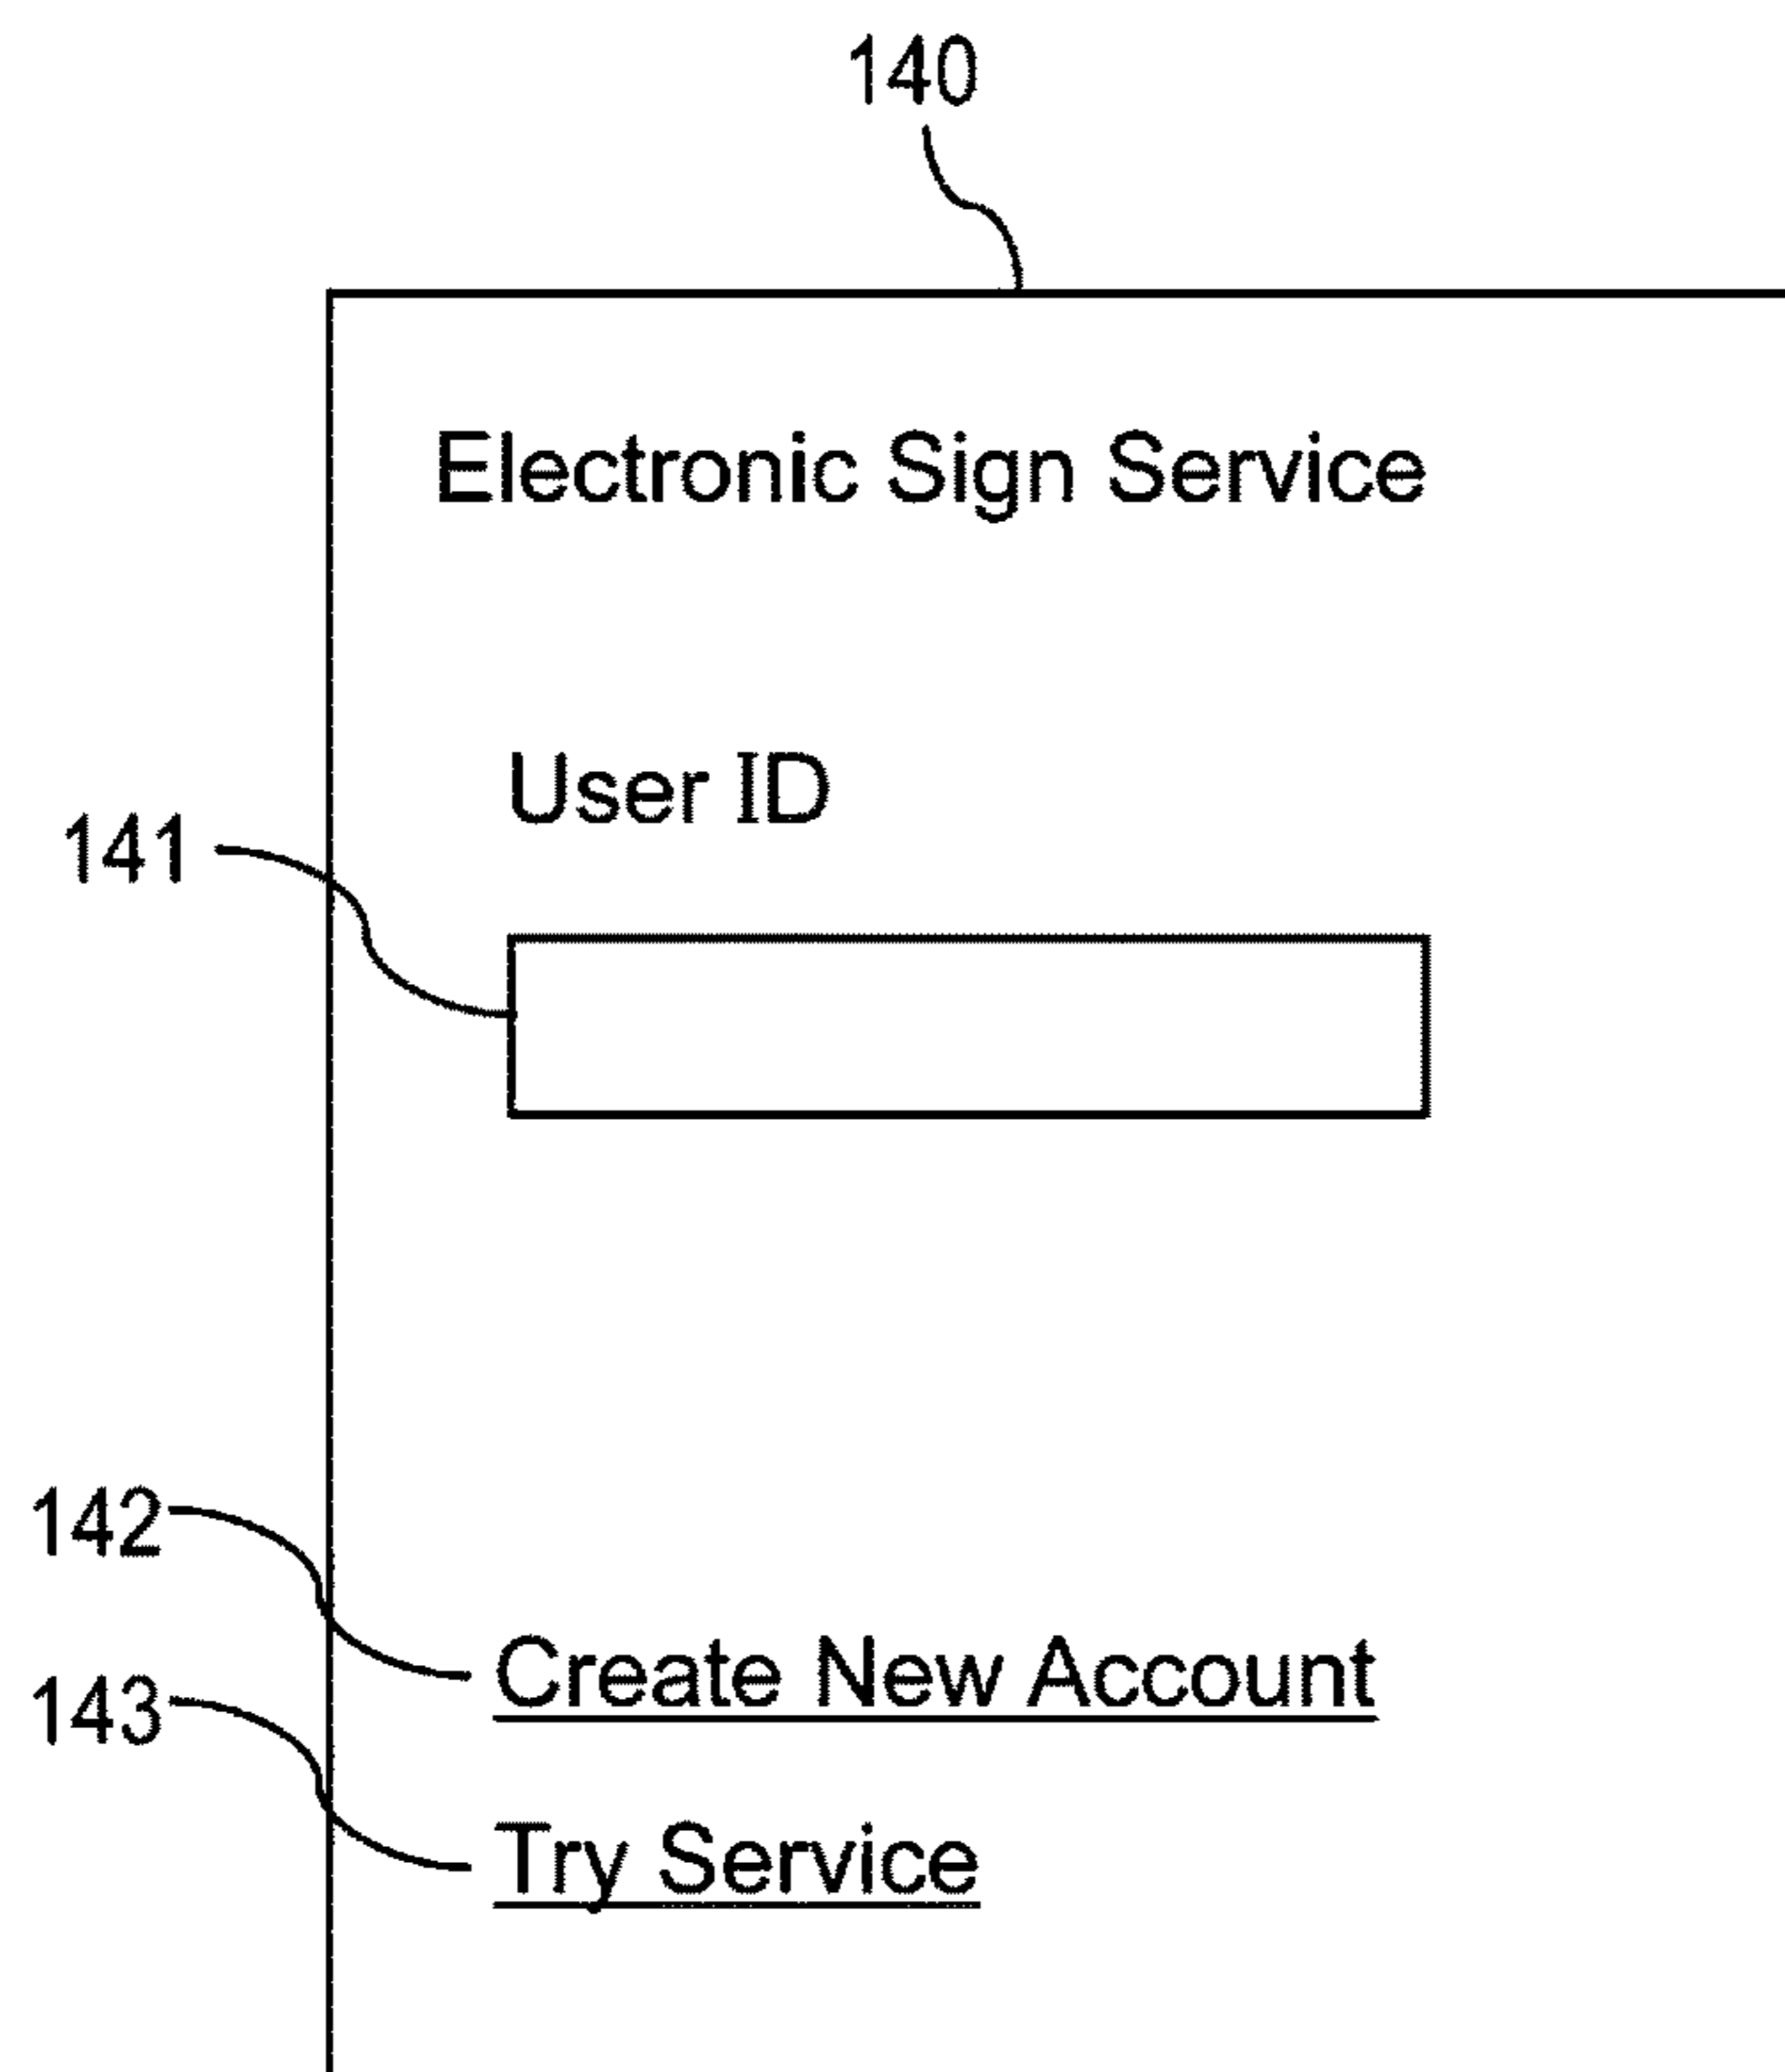 140
Electronic Sign Service
User ID
141
142
Create New Account
143
Try Service